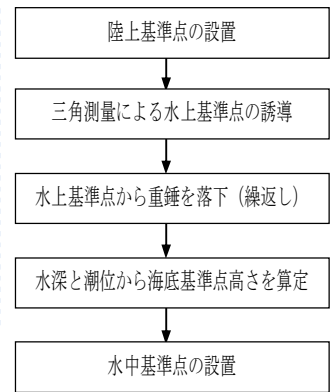 陸上基準点の設置
三角測量による水上基準点の誘導
水上基準点から重錘を落下（繰返し）
水深と潮位から海底基準点高さを算定
水中基準点の設置